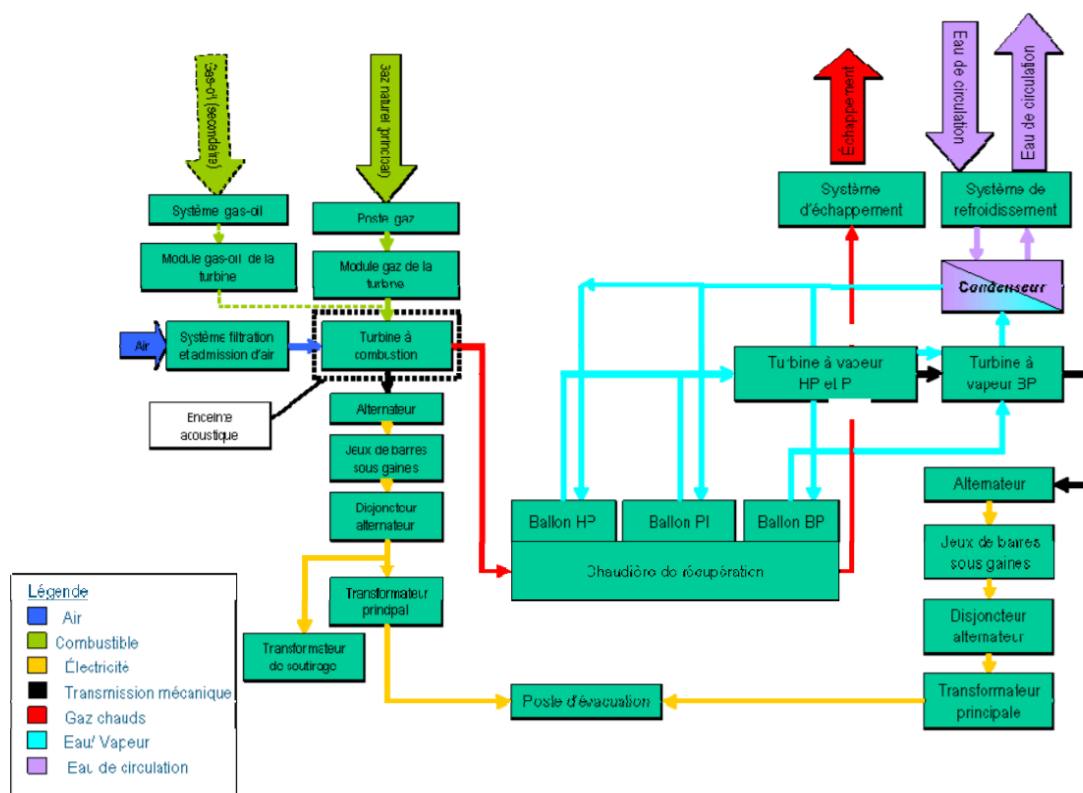 Gas-oil (secondaire)
Gaz naturel (principal)
Échappement
Eau de circulation
Eau de circulation
Système gas-oil
Poste gaz
Système
d'échappement
Système de
refroidissement
Module gas-oil de la
turbine
Module gaz de la
turbine
Condenseur
Air
Système filtration
et admission d'air
Turbine à
combustion
Turbine à vapeur
HP et IP
Turbine à
vapeur BP
Enceinte
acoustique
Alternateur
Jeux de barres
sous gaines
Disjoncteur
alternateur
Ballon HP
Ballon PI
Ballon BP
Chaudière de récupération
Alternateur
Jeux de barres
sous gaines
Disjoncteur
alternateur
Transformateur
principal
Transformateur
de soutirage
Poste d'évacuation
Transformateur
principale
Légende
Air
Combustible
Électricité
Transmission mécanique
Gaz chauds
Eau/ Vapeur
Eau de circulation